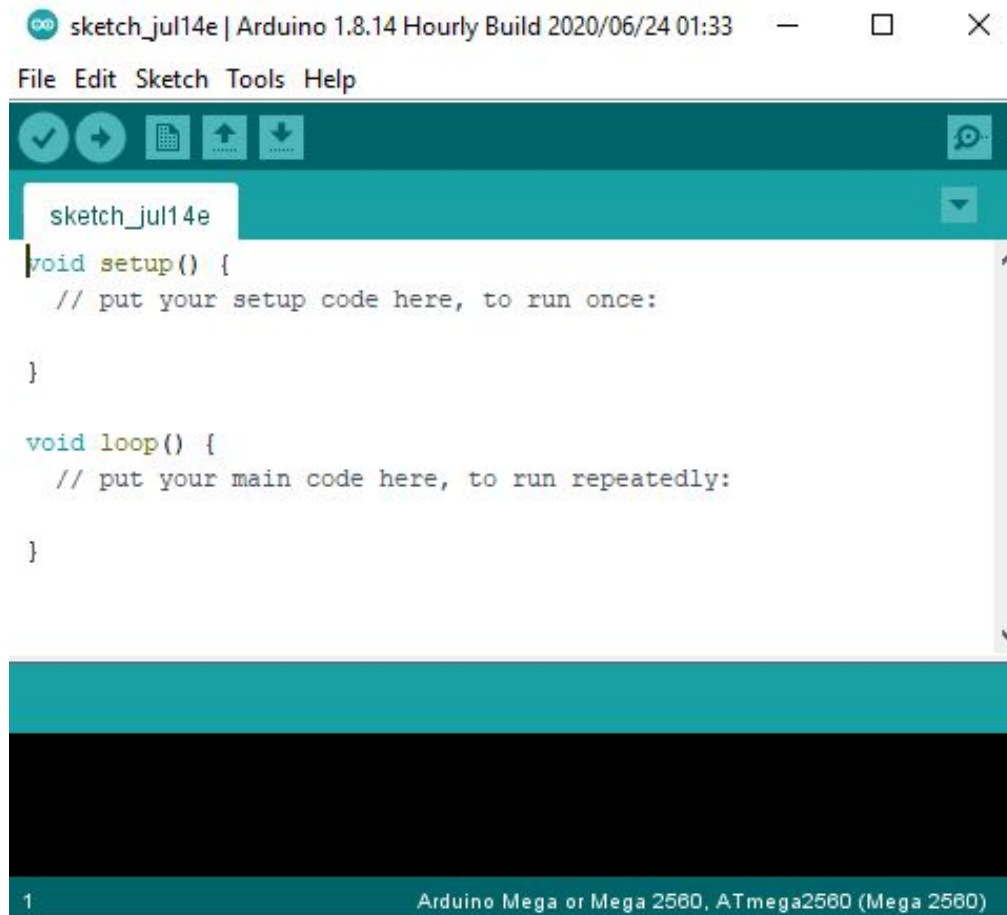 sketch_jul14e | Arduino 1.8.14 Hourly Build 2020/06/24 01:33
File Edit Sketch Tools Help
sketch_jul14e
void setup() {
  // put your setup code here, to run once:
}
void loop() {
  // put your main code here, to run repeatedly:
}
1 Arduino Mega or Mega 2560, ATmega2560 (Mega 2560)